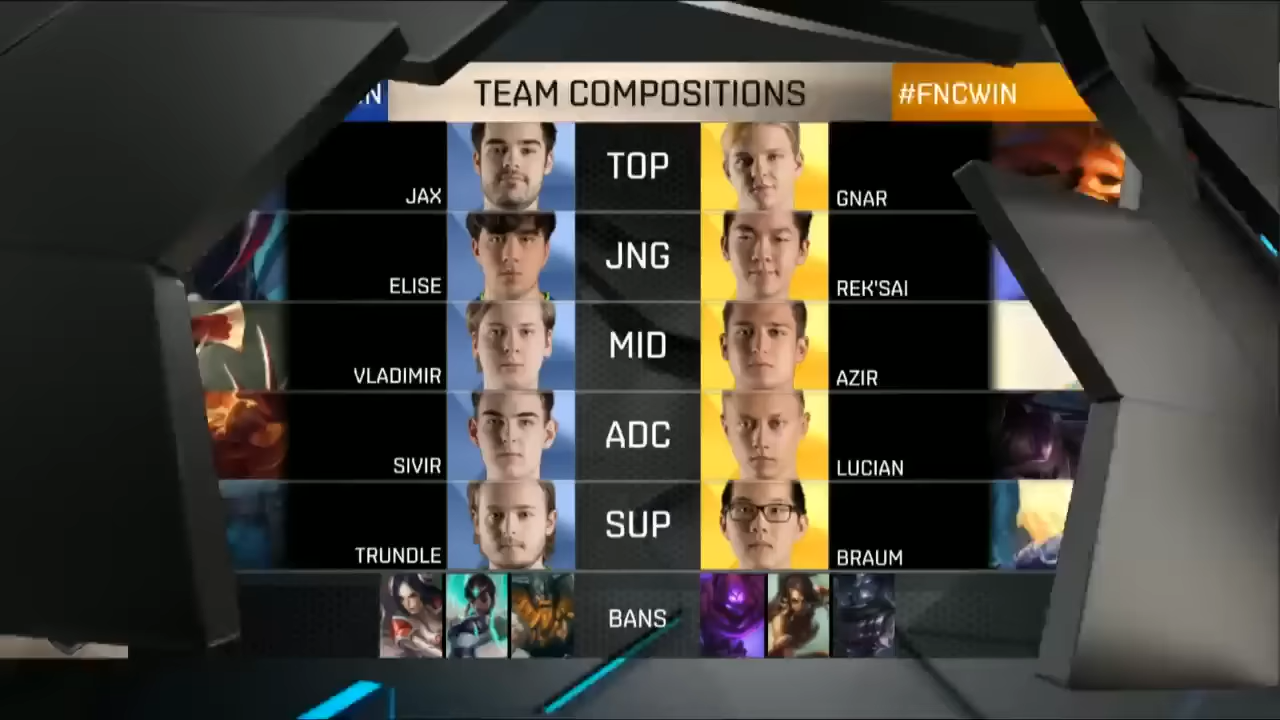 N TEAM COMPOSITIONS #FNCWIN
JAX TOP GNAR
ELISE JNG REK'SAI
VLADIMIR MID AZIR
SIVIR ADC LUCIAN
TRUNDLE SUP BRAUM
BANS